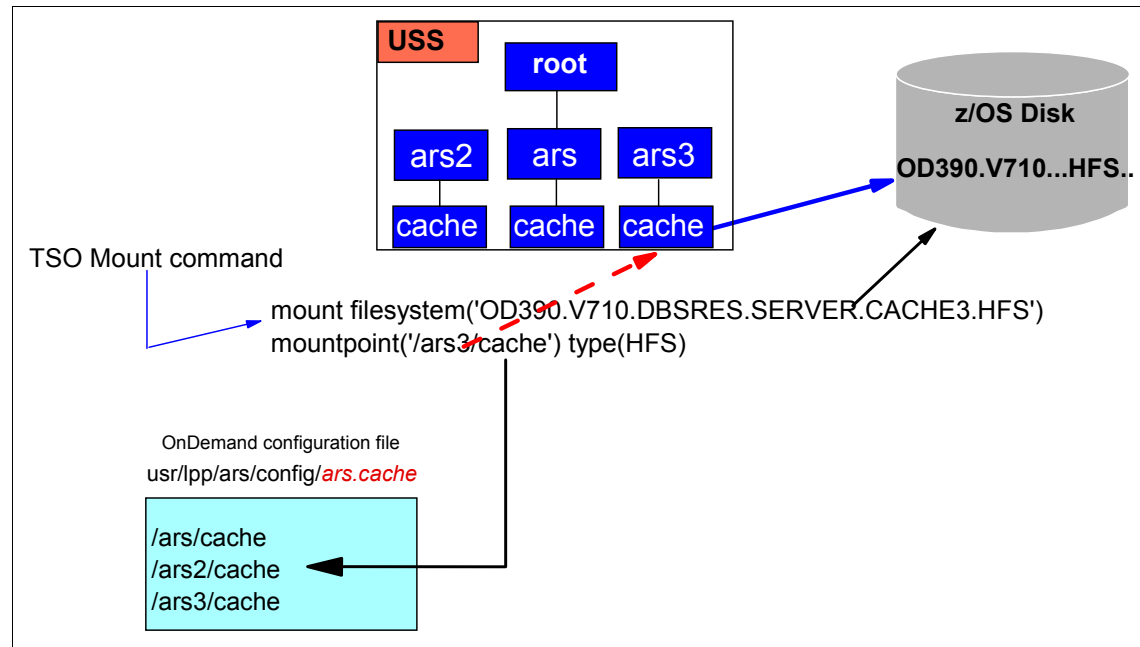 USS
root
z/OS Disk
ars2 ars ars3
OD390.V710...HFS..
cache cache cache
TSO Mount command
mount filesystem('OD390.V710.DBSRES.SERVER.CACHE3.HFS')
mountpoint('/ars3/cache') type(HFS)
OnDemand configuration file
usr/lpp/ars/config/ars.cache
/ars/cache
/ars2/cache
/ars3/cache